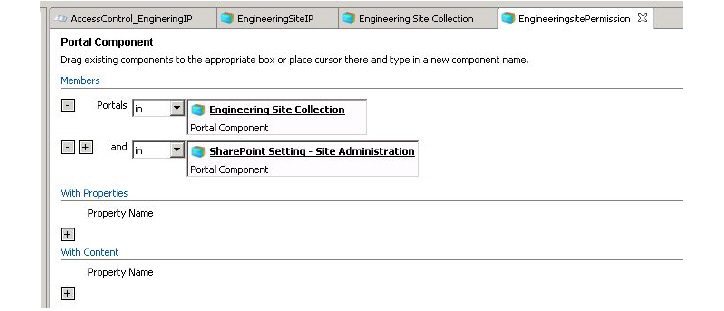 AccessControl_EngineringIP EngineeringSiteIP Engineering Site Collection EngineeringsitePermission
Portal Component
Drag existing components to the appropriate box or place cursor there and type in a new component name.
Members
- Portals in Engineering Site Collection
Portal Component
- + and in SharePoint Setting - Site Administration
Portal Component
With Properties
Property Name
+
With Content
Property Name
+